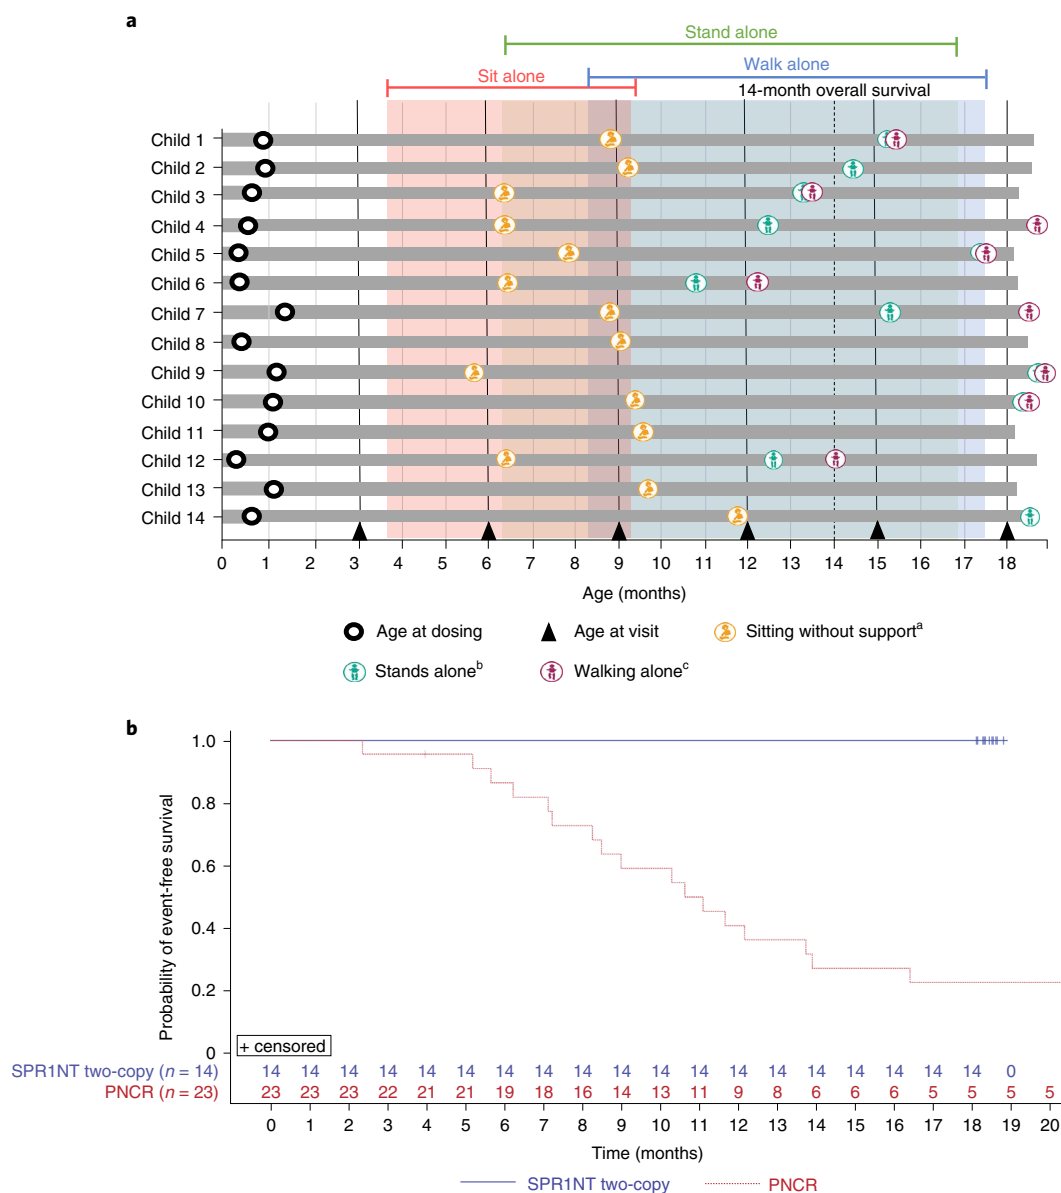 a
Stand alone
Walk alone
Sit alone
14-month overall survival
Child 1
Child 2
Child 3
Child 4
Child 5
Child 6
Child 7
Child 8
Child 9
Child 10
Child 11
Child 12
Child 13
Child 14
0 1 2 3 4 5 6 7 8 9 10 11 12 13 14 15 16 17 18
Age (months)
Age at dosing Age at visit Sitting without support^a
Stands alone^b Walking alone^c
b
Probability of event-free survival
1.0
0.8
0.6
0.4
0.2
0
+ censored
SPR1NT two-copy (n = 14) 14 14 14 14 14 14 14 14 14 14 14 14 14 14 14 14 14 14 14 0
PNCR (n = 23) 23 23 23 22 21 21 19 18 16 14 13 11 9 8 6 6 6 5 5 5 5
0 1 2 3 4 5 6 7 8 9 10 11 12 13 14 15 16 17 18 19 20
Time (months)
SPR1NT two-copy PNCR